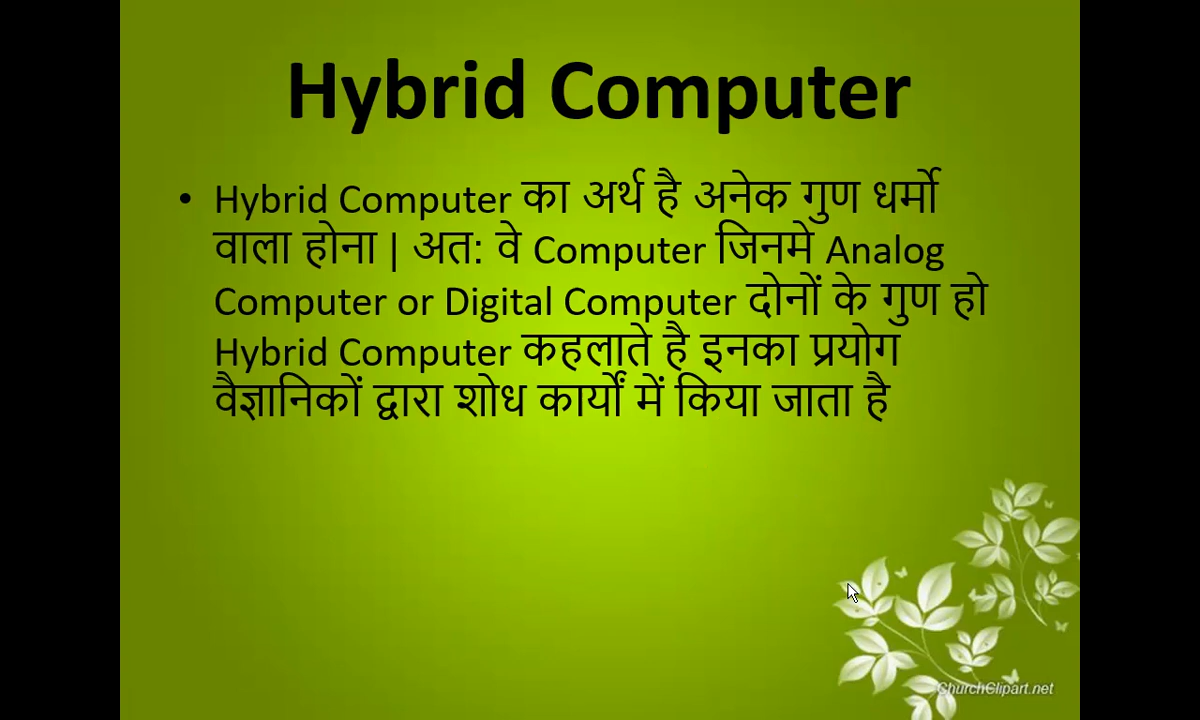 Hybrid Computer
• Hybrid Computer का अर्थ है अनेक गुण धर्मो
वाला होना | अत: वे Computer जिनमे Analog
Computer or Digital Computer दोनों के गुण हो
Hybrid Computer कहलाते है इनका प्रयोग
वैज्ञानिकों द्वारा शोध कार्यों में किया जाता है
ChurchClipart.net